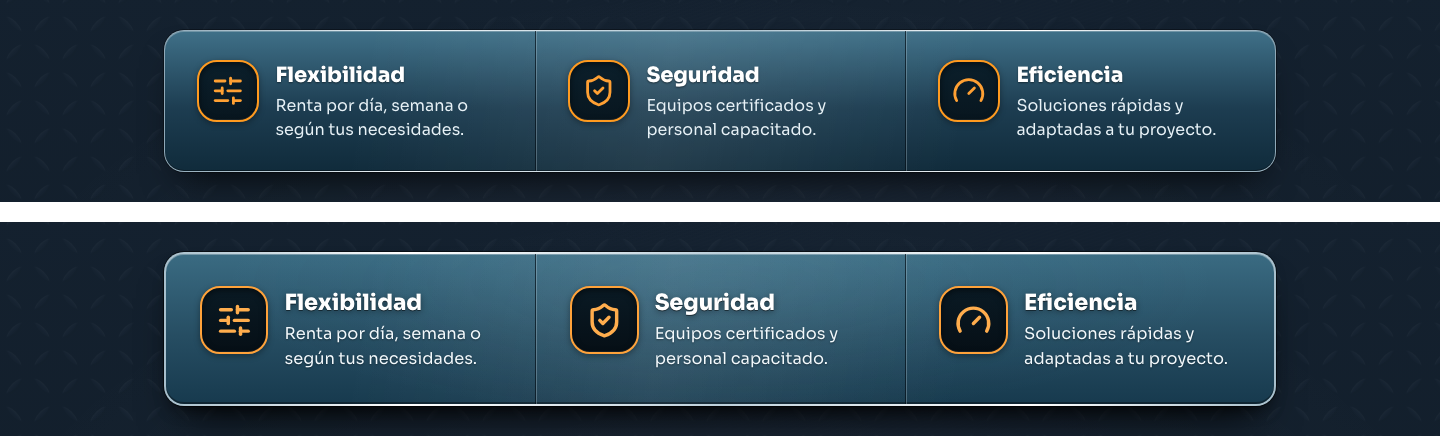 Flexibilidad
Renta por día, semana o
según tus necesidades.
Seguridad
Equipos certificados y
personal capacitado.
Eficiencia
Soluciones rápidas y
adaptadas a tu proyecto.
Flexibilidad
Renta por día, semana o
según tus necesidades.
Seguridad
Equipos certificados y
personal capacitado.
Eficiencia
Soluciones rápidas y
adaptadas a tu proyecto.